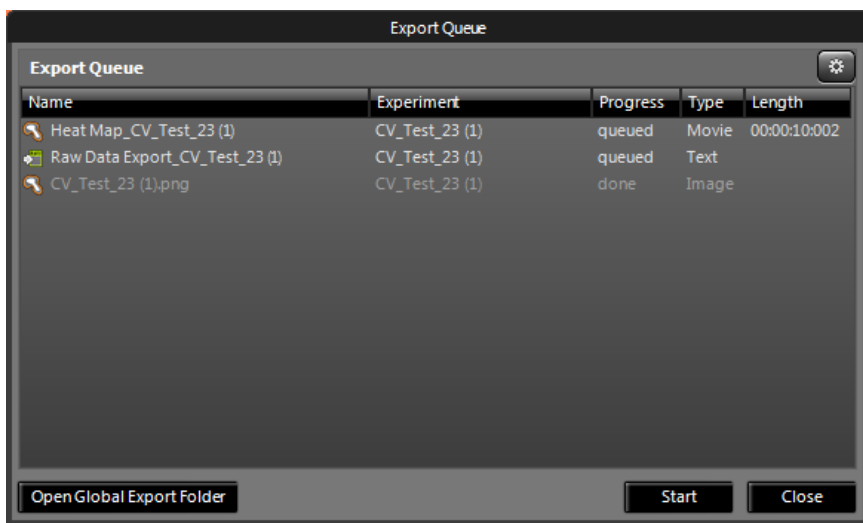 Export Queue
Export Queue
Name Experiment Progress Type Length
Heat Map_CV_Test_23 (1) CV_Test_23 (1) queued Movie 00:00:10:002
Raw Data Export_CV_Test_23 (1) CV_Test_23 (1) queued Text
CV_Test_23 (1).png CV_Test_23 (1) done Image
Open Global Export Folder Start Close